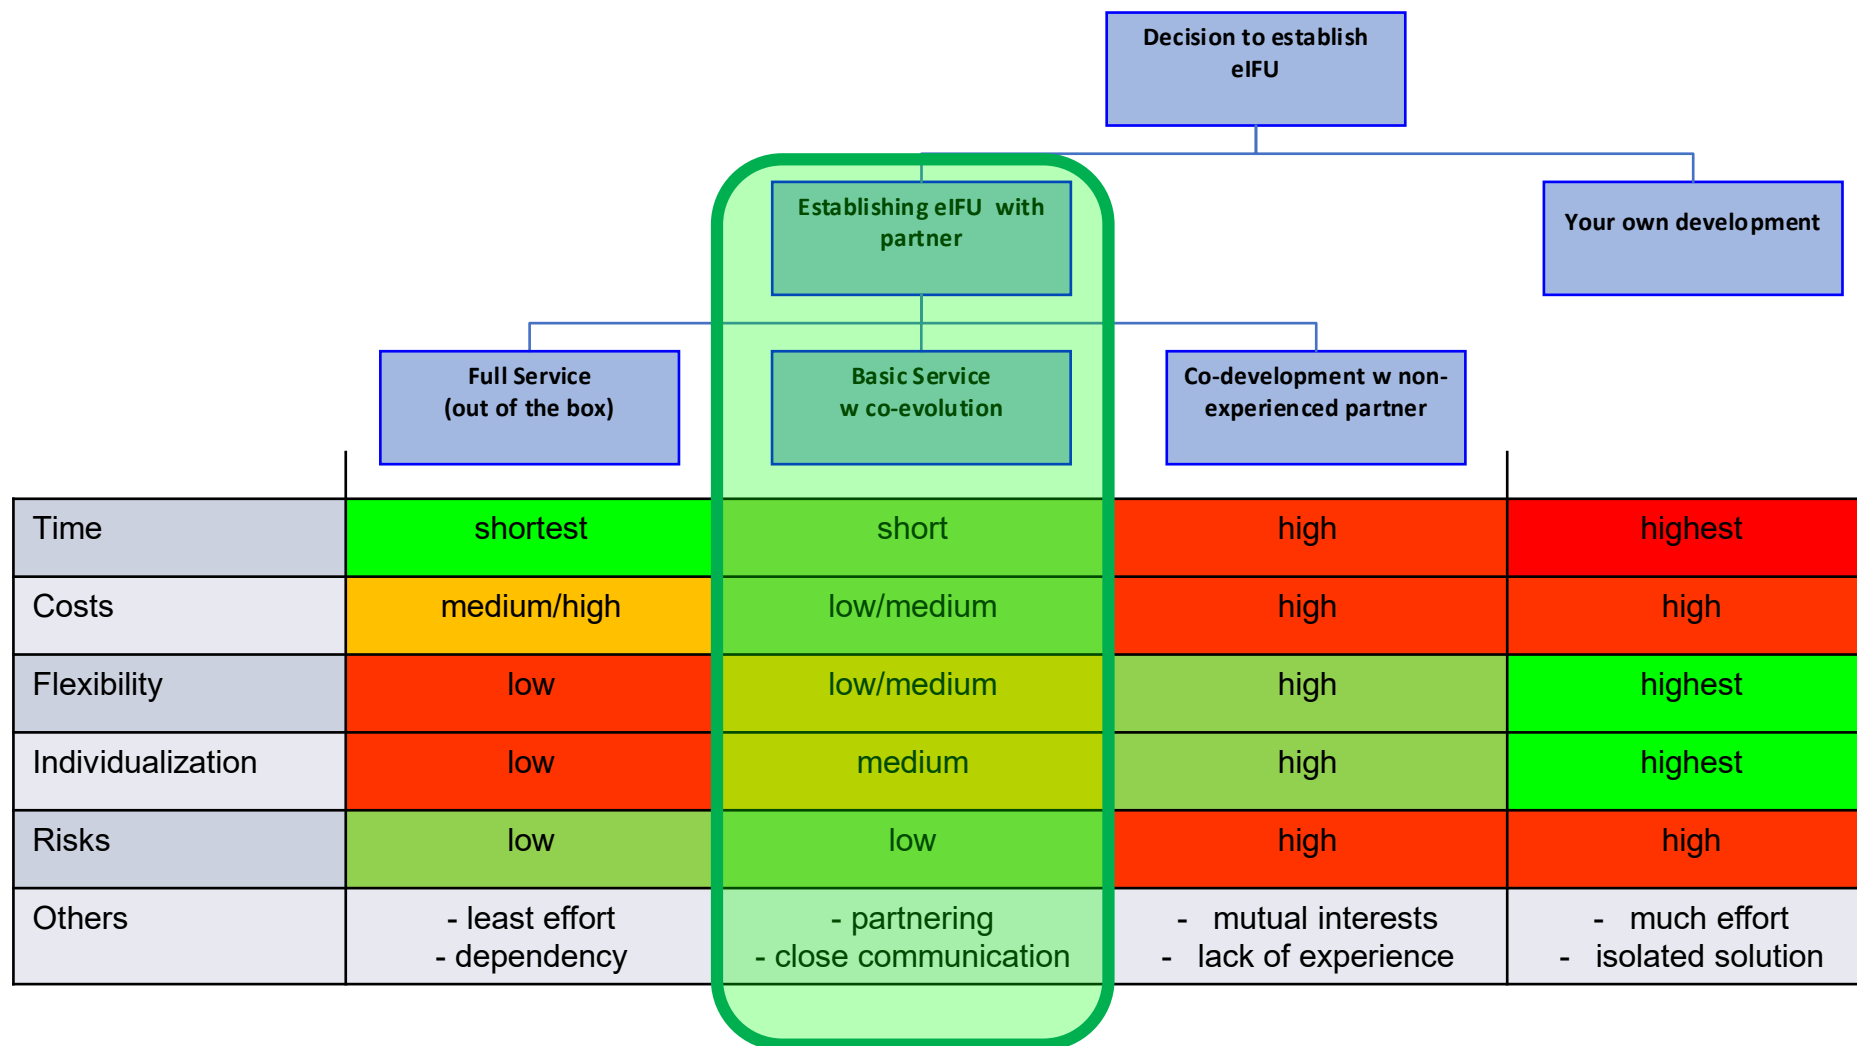 Decision to establish
eIFU
Establishing eIFU with
partner
Your own development
Full Service
(out of the box)
Basic Service
w co-evolution
Co-development w non-
experienced partner
Time shortest short high highest
Costs medium/high low/medium high high
Flexibility low low/medium high highest
Individualization low medium high highest
Risks low low high high
Others - least effort - partnering - mutual interests - much effort
- dependency - close communication - lack of experience - isolated solution